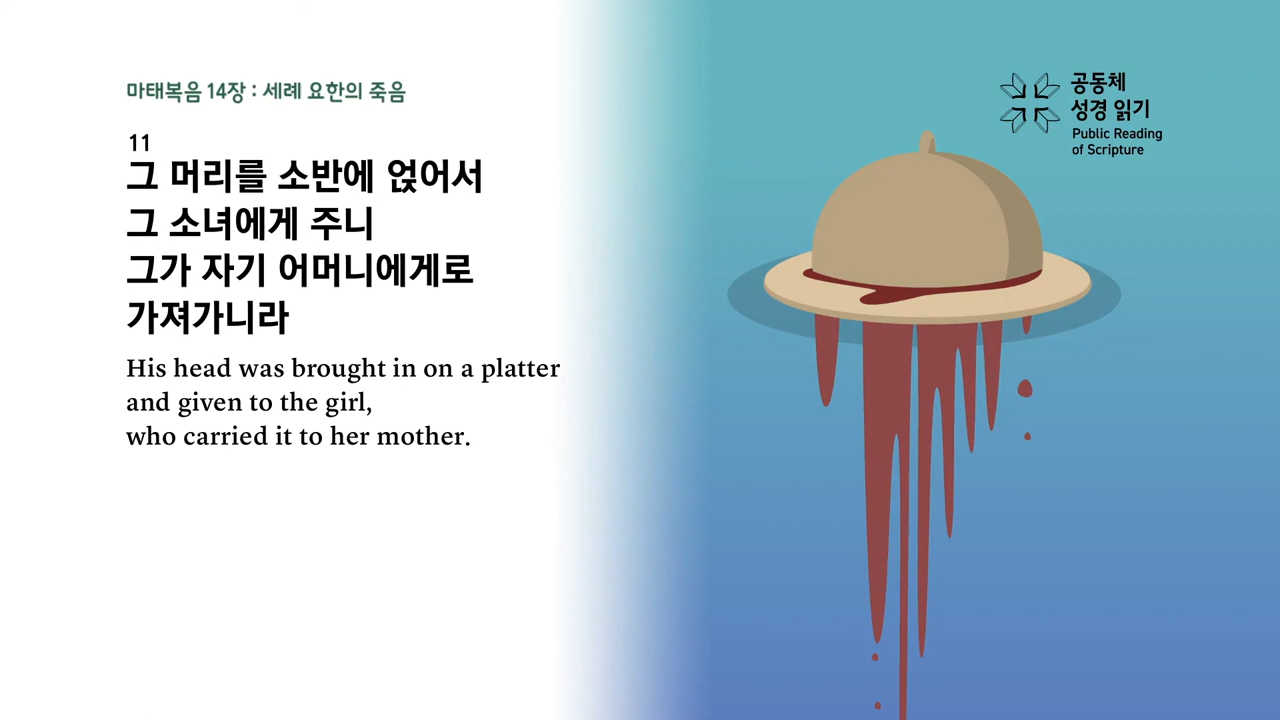 마태복음 14장 : 세례 요한의 죽음
11
그 머리를 소반에 얹어서
그 소녀에게 주니
그가 자기 어머니에게로
가져가니라
His head was brought in on a platter
and given to the girl,
who carried it to her mother.
공동체
성경 읽기
Public Reading
of Scripture